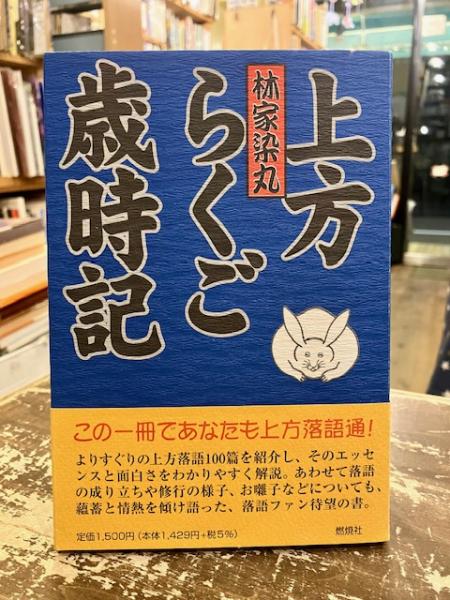 上方
らくご
歳時記
林家染丸
この一冊であなたも上方落語通！
よりすぐりの上方落語100篇を紹介し、そのエッセ
ンスと面白さをわかりやすく解説。あわせて落語
の成り立ちや修行の様子、お囃子などについても、
蘊蓄と情熱を傾け語った、落語ファン待望の書。
定価1,500円（本体1,429円+税5%）
燃焼社